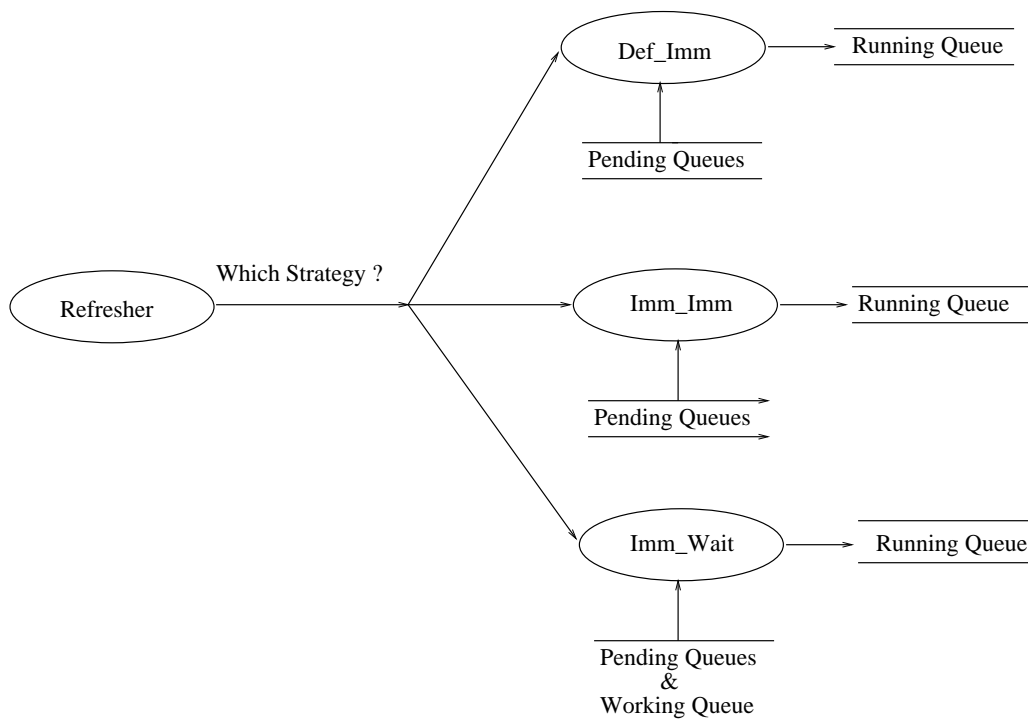 Def_Imm
Running Queue
Pending Queues
Which Strategy ?
Refresher
Imm_Imm
Running Queue
Pending Queues
Imm_Wait
Running Queue
Pending Queues
&
Working Queue